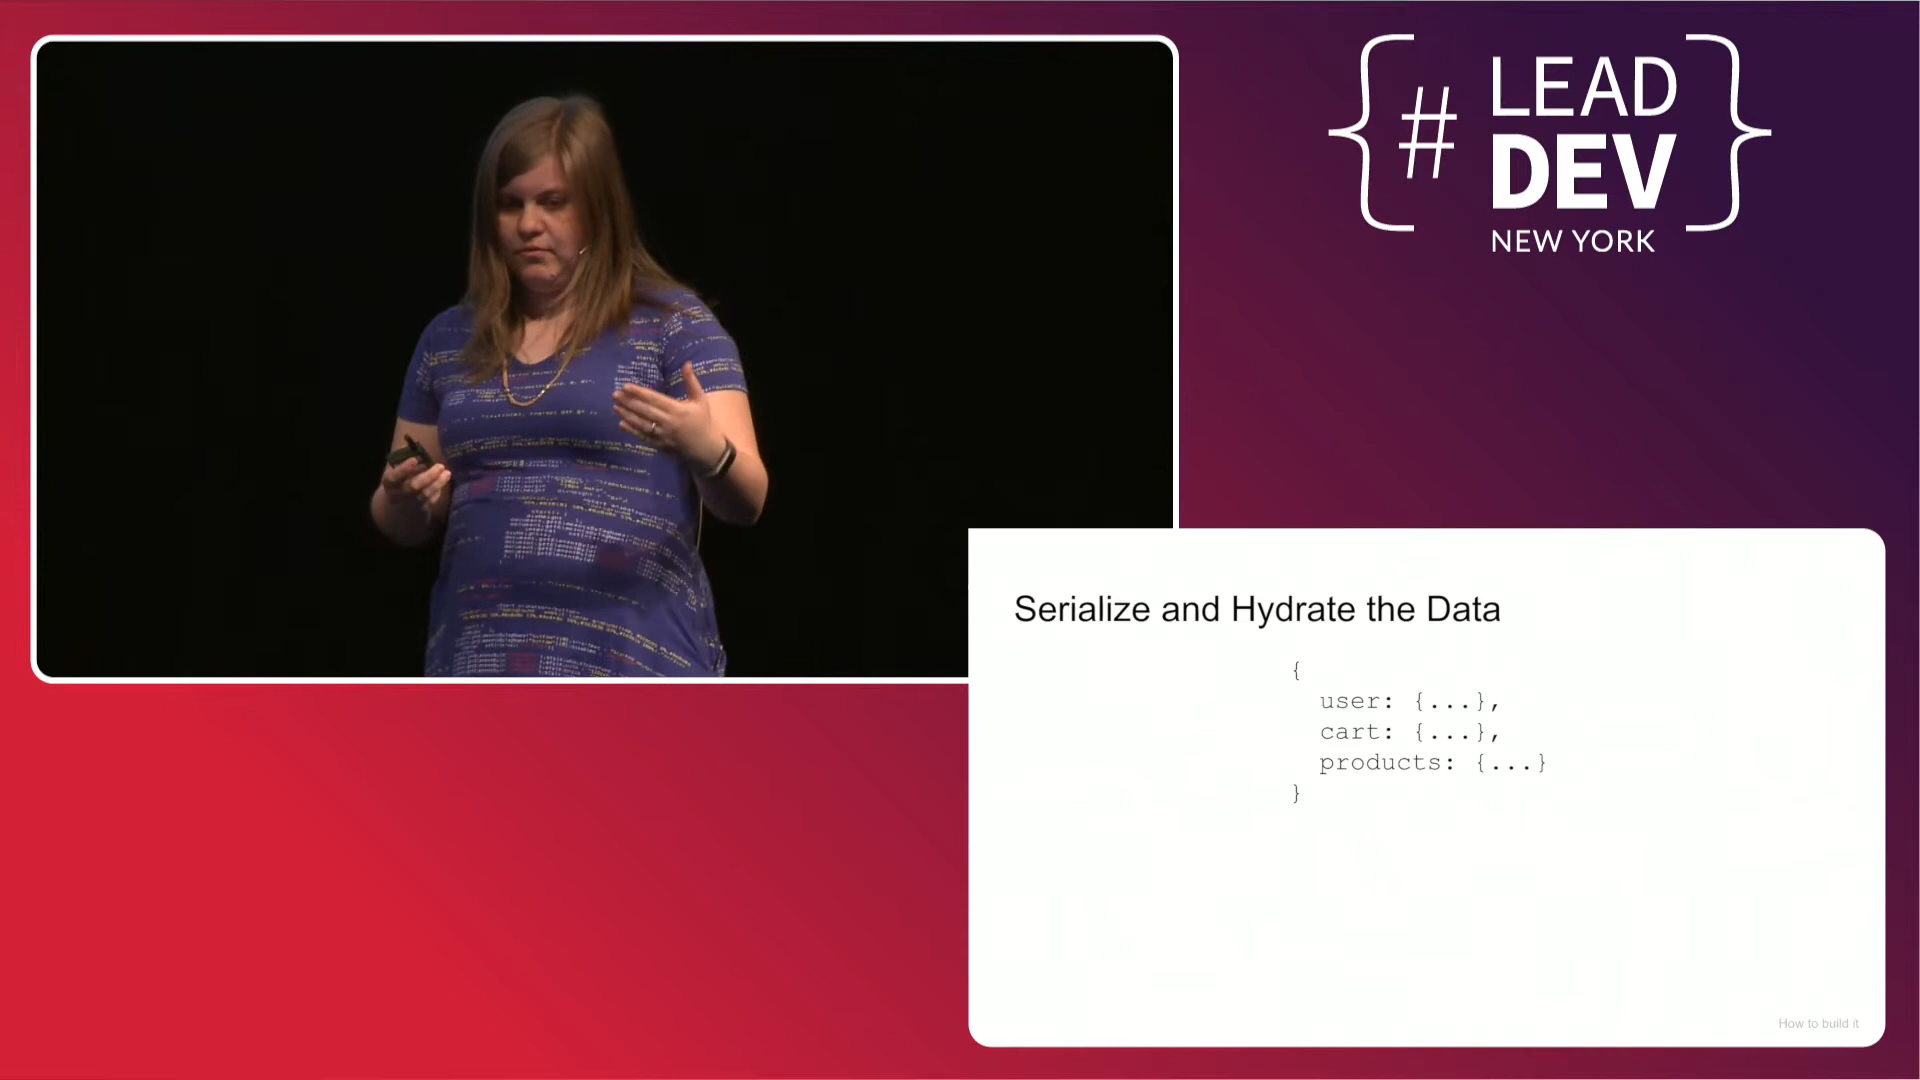 # LEAD
DEV
NEW YORK
Serialize and Hydrate the Data
{
user: {...},
cart: {...},
products: {...}
}
How to build it